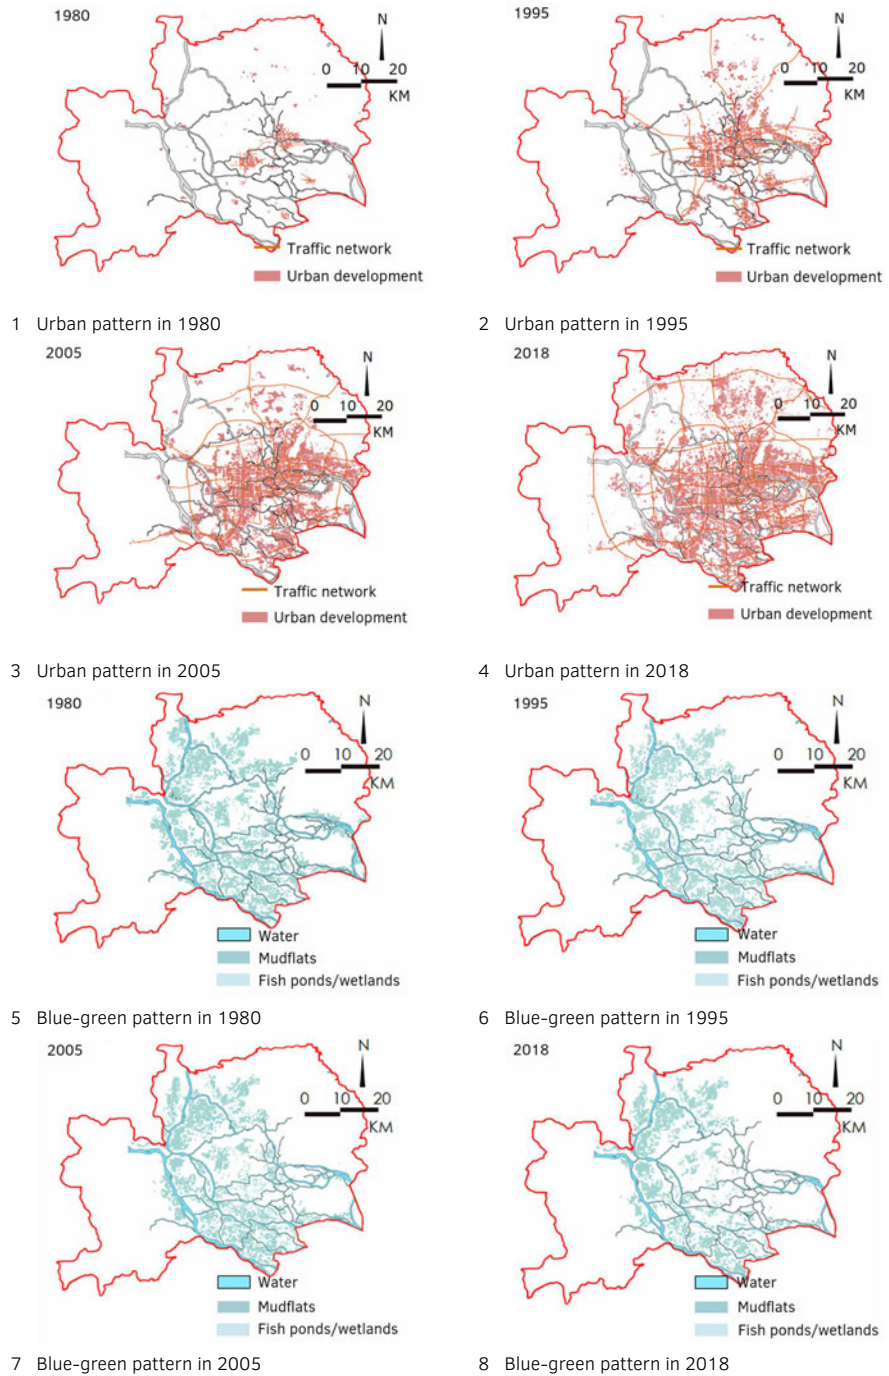 1980
N
0 10 20
KM
Traffic network
Urban development
1995
N
0 10 20
KM
Traffic network
Urban development
1 Urban pattern in 1980
2 Urban pattern in 1995
2005
N
0 10 20
KM
Traffic network
Urban development
2018
N
0 10 20
KM
Traffic network
Urban development
3 Urban pattern in 2005
4 Urban pattern in 2018
1980
N
0 10 20
KM
Water
Mudflats
Fish ponds/wetlands
1995
N
0 10 20
KM
Water
Mudflats
Fish ponds/wetlands
5 Blue-green pattern in 1980
6 Blue-green pattern in 1995
2005
N
0 10 20
KM
Water
Mudflats
Fish ponds/wetlands
2018
N
0 10 20
KM
Water
Mudflats
Fish ponds/wetlands
7 Blue-green pattern in 2005
8 Blue-green pattern in 2018